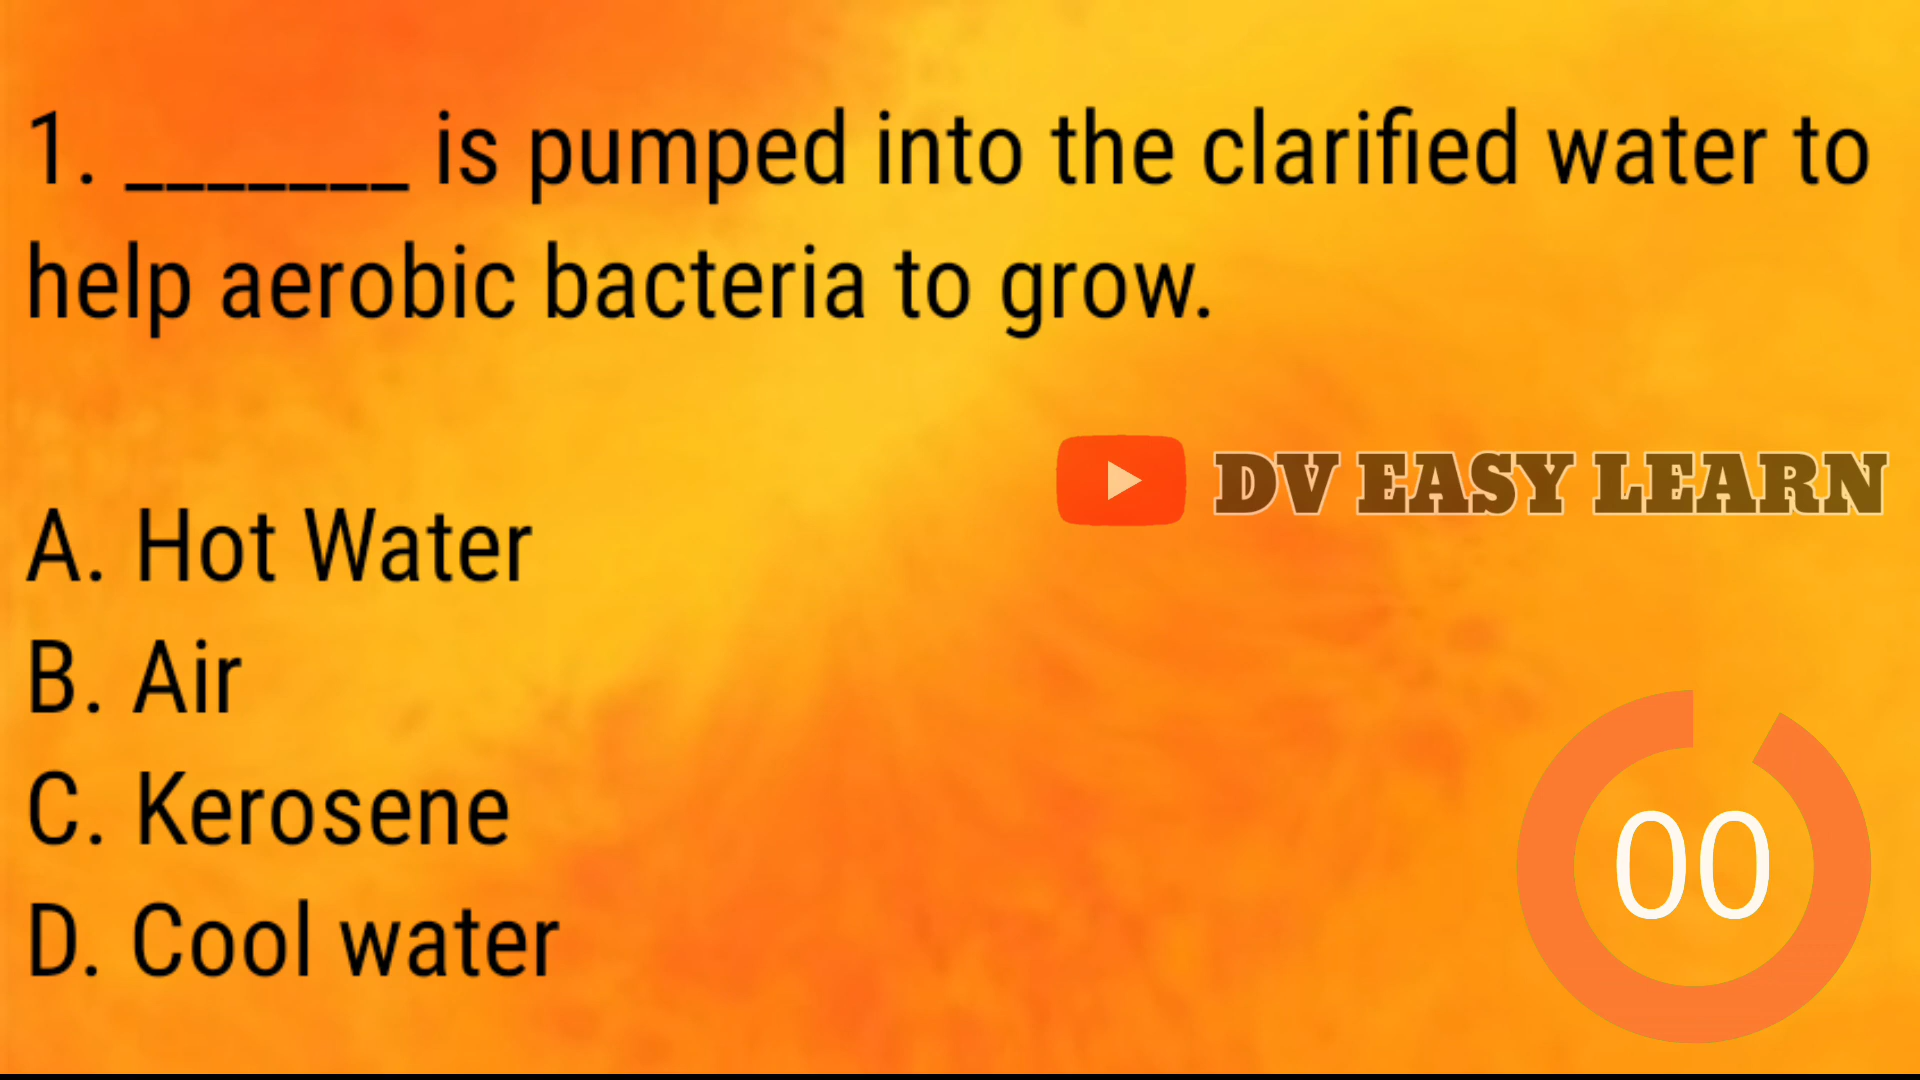 1. _______ is pumped into the clarified water to
help aerobic bacteria to grow.
DV EASY LEARN
A. Hot Water
B. Air
C. Kerosene
D. Cool water
00